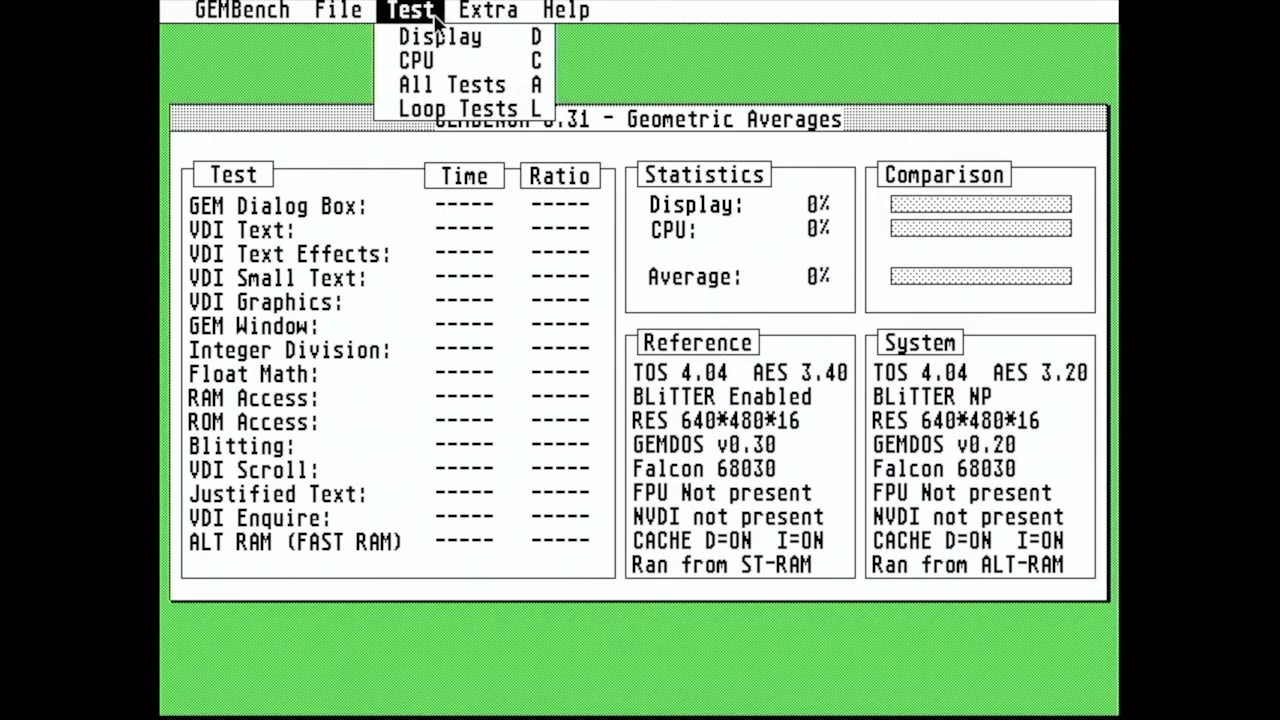 GEMBench File Test Extra Help
Display D
CPU C
All Tests A
Loop Tests L
.31 - Geometric Averages
Test Time Ratio
GEM Dialog Box: ----- -----
VDI Text: ----- -----
VDI Text Effects: ----- -----
VDI Small Text: ----- -----
VDI Graphics: ----- -----
GEM Window: ----- -----
Integer Division: ----- -----
Float Math: ----- -----
RAM Access: ----- -----
ROM Access: ----- -----
Blitting: ----- -----
VDI Scroll: ----- -----
Justified Text: ----- -----
VDI Enquire: ----- -----
ALT RAM (FAST RAM) ----- -----
Statistics
Display: 0%
CPU: 0%
Average: 0%
Comparison
Reference
TOS 4.04 AES 3.40
BLiTTER Enabled
RES 640*480*16
GEMDOS v0.30
Falcon 68030
FPU Not present
NVDI not present
CACHE D=ON I=ON
Ran from ST-RAM
System
TOS 4.04 AES 3.20
BLiTTER NP
RES 640*480*16
GEMDOS v0.20
Falcon 68030
FPU Not present
NVDI not present
CACHE D=ON I=ON
Ran from ALT-RAM